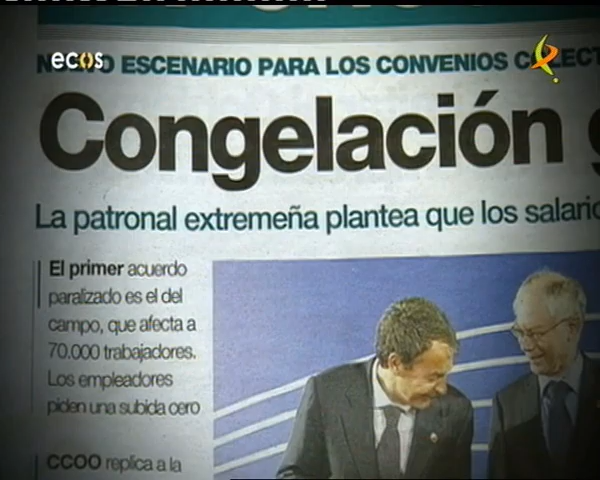 ecos
NUEVO ESCENARIO PARA LOS CONVENIOS COLECT
Congelación g
La patronal extremeña plantea que los salario
El primer acuerdo
paralizado es el del
campo, que afecta a
70.000 trabajadores.
Los empleadores
piden una subida cero
CCOO replica a la